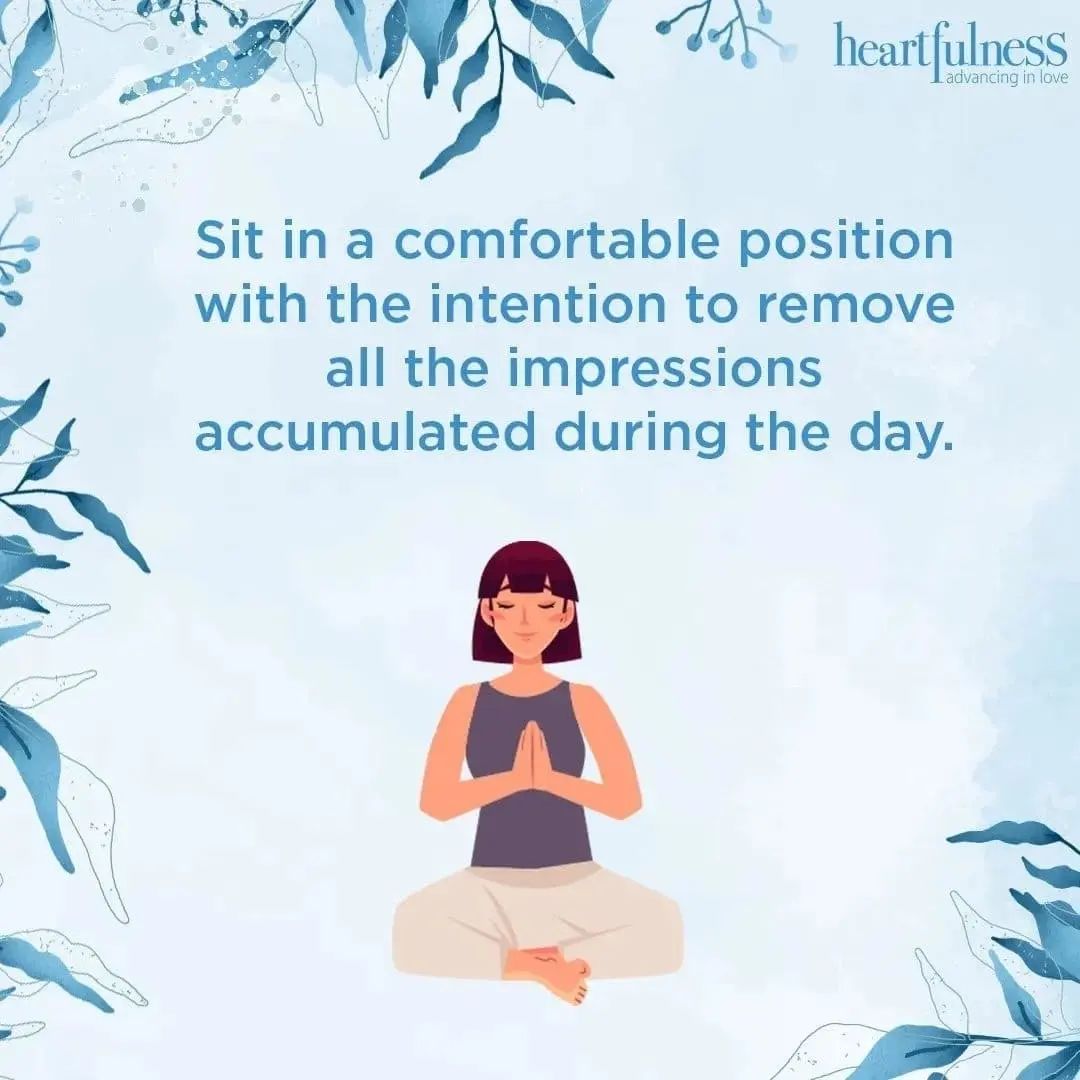 heartfulness
advancing in love
Sit in a comfortable position
with the intention to remove
all the impressions
accumulated during the day.